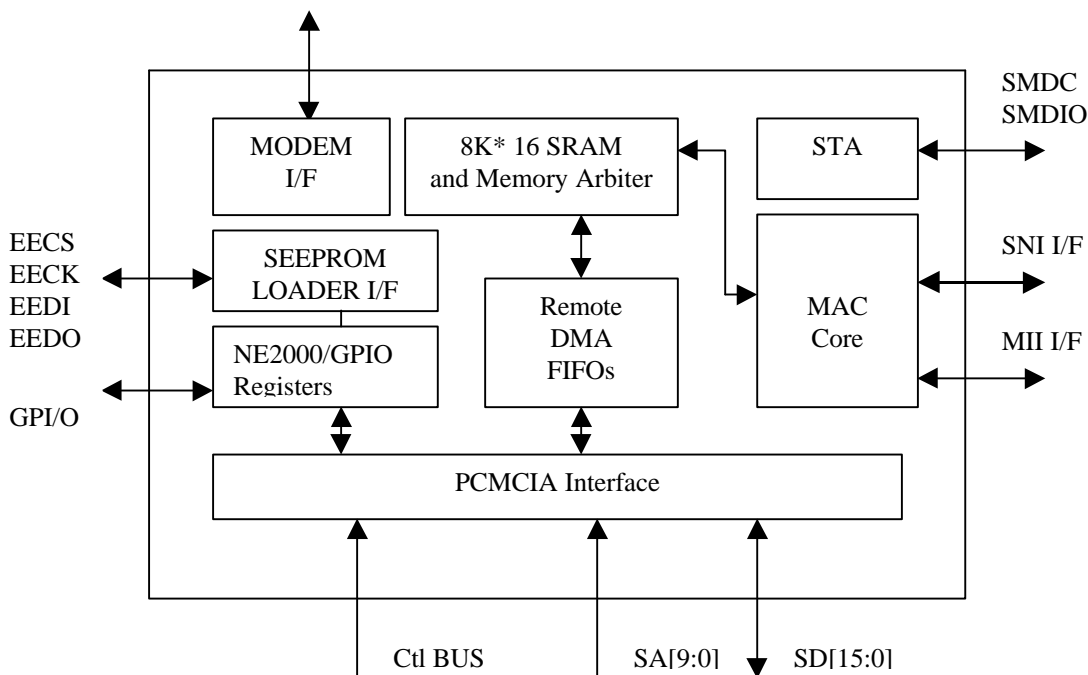 SMDC
SMDIO
MODEM
I/F
8K* 16 SRAM
and Memory Arbiter
STA
EECS
EECK
EEDI
EEDO
SEEPROM
LOADER I/F
SNI I/F
Remote
DMA
FIFOs
MAC
Core
NE2000/GPIO
Registers
MII I/F
GPI/O
PCMCIA Interface
Ctl BUS
SA[9:0]
SD[15:0]